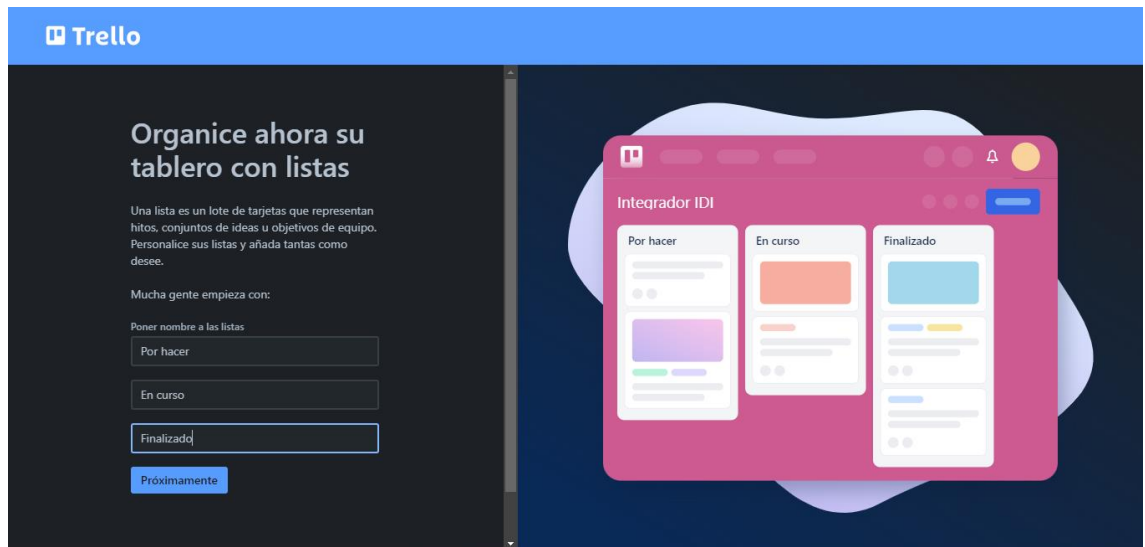 Trello
Organice ahora su
tablero con listas
Una lista es un lote de tarjetas que representan
hitos, conjuntos de ideas u objetivos de equipo.
Personalice sus listas y añada tantas como
desee.
Mucha gente empieza con:
Poner nombre a las listas
Por hacer
En curso
Finalizado
Próximamente
Integrador IDI
Por hacer
En curso
Finalizado